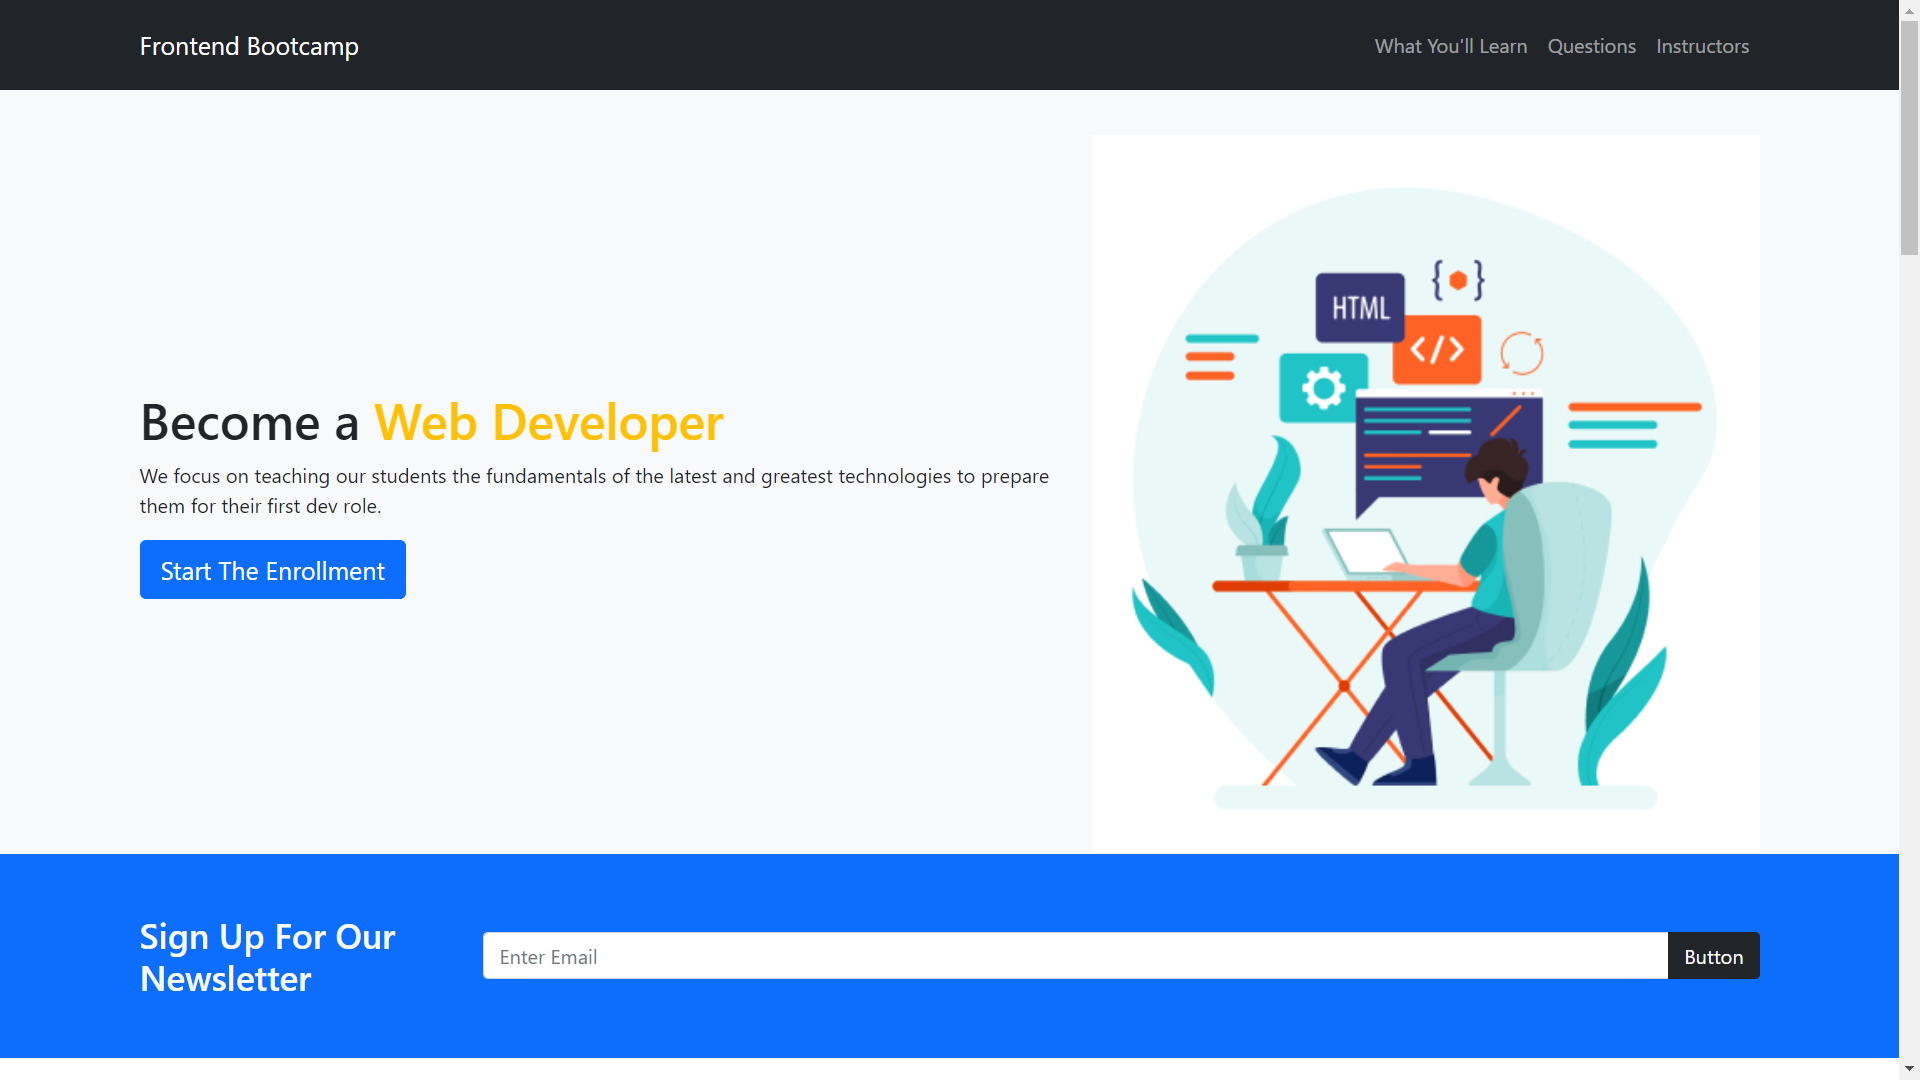 Frontend Bootcamp
What You'll Learn Questions Instructors
HTML
</>
Become a Web Developer
We focus on teaching our students the fundamentals of the latest and greatest technologies to prepare
them for their first dev role.
Start The Enrollment
Sign Up For Our
Newsletter
Enter Email
Button